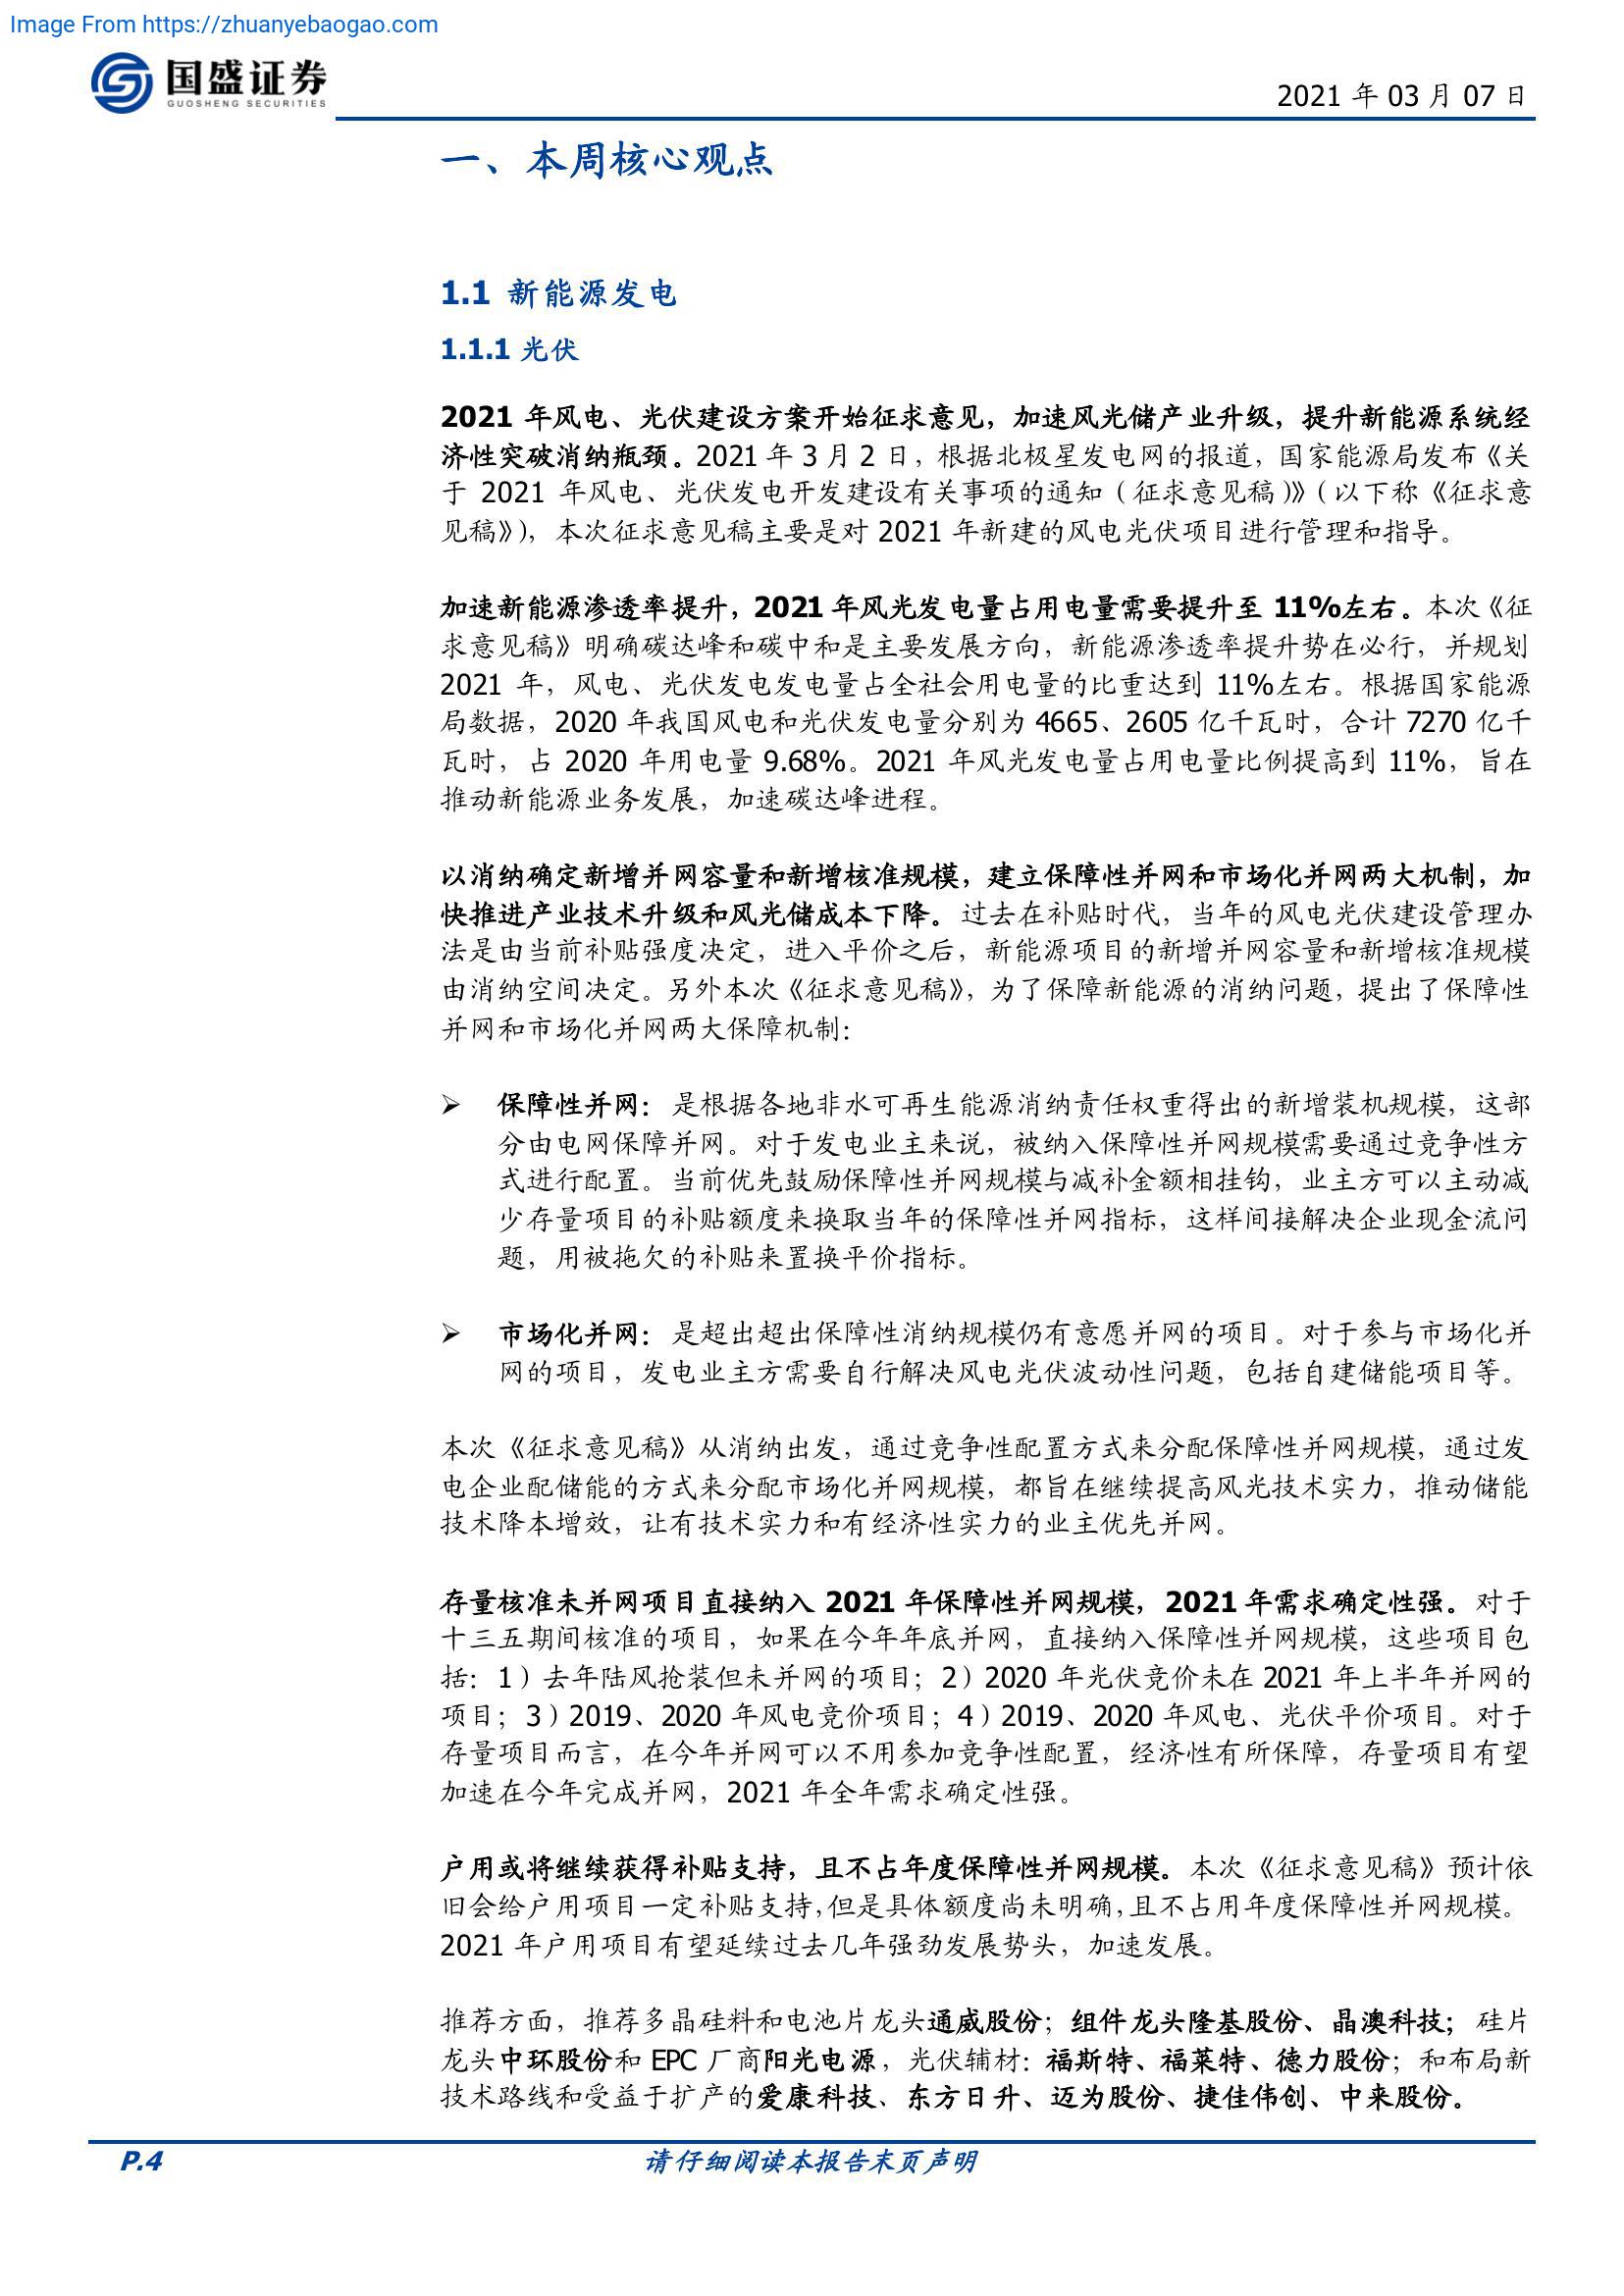 Image From https://zhuanyebaogao.com
国盛证券
GUOSHENG SECURITIES
2021 年 03 月 07 日
一、本周核心观点
1.1 新能源发电
1.1.1 光伏
2021 年风电、光伏建设方案开始征求意见，加速风光储产业升级，提升新能源系统经
济性突破消纳瓶颈。2021 年 3 月 2 日，根据北极星发电网的报道，国家能源局发布《关
于 2021 年风电、光伏发电开发建设有关事项的通知（征求意见稿）》（以下称《征求意
见稿》），本次征求意见稿主要是对 2021 年新建的风电光伏项目进行管理和指导。
加速新能源渗透率提升，2021 年风光发电量占用电量需要提升至 11%左右。本次《征
求意见稿》明确碳达峰和碳中和是主要发展方向，新能源渗透率提升势在必行，并规划
2021 年，风电、光伏发电发电量占全社会用电量的比重达到 11%左右。根据国家能源
局数据，2020 年我国风电和光伏发电量分别为 4665、2605 亿千瓦时，合计 7270 亿千
瓦时，占 2020 年用电量 9.68%。2021 年风光发电量占用电量比例提高到 11%，旨在
推动新能源业务发展，加速碳达峰进程。
以消纳确定新增并网容量和新增核准规模，建立保障性并网和市场化并网两大机制，加
快推进产业技术升级和风光储成本下降。过去在补贴时代，当年的风电光伏建设管理办
法是由当前补贴强度决定，进入平价之后，新能源项目的新增并网容量和新增核准规模
由消纳空间决定。另外本次《征求意见稿》，为了保障新能源的消纳问题，提出了保障性
并网和市场化并网两大保障机制：
➢ 保障性并网：是根据各地非水可再生能源消纳责任权重得出的新增装机规模，这部
分由电网保障并网。对于发电业主来说，被纳入保障性并网规模需要通过竞争性方
式进行配置。当前优先鼓励保障性并网规模与减补金额相挂钩，业主方可以主动减
少存量项目的补贴额度来换取当年的保障性并网指标，这样间接解决企业现金流问
题，用被拖欠的补贴来置换平价指标。
➢ 市场化并网：是超出超出保障性消纳规模仍有意愿并网的项目。对于参与市场化并
网的项目，发电业主方需要自行解决风电光伏波动性问题，包括自建储能项目等。
本次《征求意见稿》从消纳出发，通过竞争性配置方式来分配保障性并网规模，通过发
电企业配储能的方式来分配市场化并网规模，都旨在继续提高风光技术实力，推动储能
技术降本增效，让有技术实力和有经济性实力的业主优先并网。
存量核准未并网项目直接纳入 2021 年保障性并网规模，2021 年需求确定性强。对于
十三五期间核准的项目，如果在今年年底并网，直接纳入保障性并网规模，这些项目包
括：1）去年陆风抢装但未并网的项目；2）2020 年光伏竞价未在 2021 年上半年并网的
项目；3）2019、2020 年风电竞价项目；4）2019、2020 年风电、光伏平价项目。对于
存量项目而言，在今年并网可以不用参加竞争性配置，经济性有所保障，存量项目有望
加速在今年完成并网，2021 年全年需求确定性强。
户用或将继续获得补贴支持，且不占年度保障性并网规模。本次《征求意见稿》预计依
旧会给户用项目一定补贴支持，但是具体额度尚未明确，且不占用年度保障性并网规模。
2021 年户用项目有望延续过去几年强劲发展势头，加速发展。
推荐方面，推荐多晶硅料和电池片龙头通威股份；组件龙头隆基股份、晶澳科技；硅片
龙头中环股份和 EPC 厂商阳光电源，光伏辅材：福斯特、福莱特、德力股份；和布局新
技术路线和受益于扩产的爱康科技、东方日升、迈为股份、捷佳伟创、中来股份。
P.4
请仔细阅读本报告末页声明